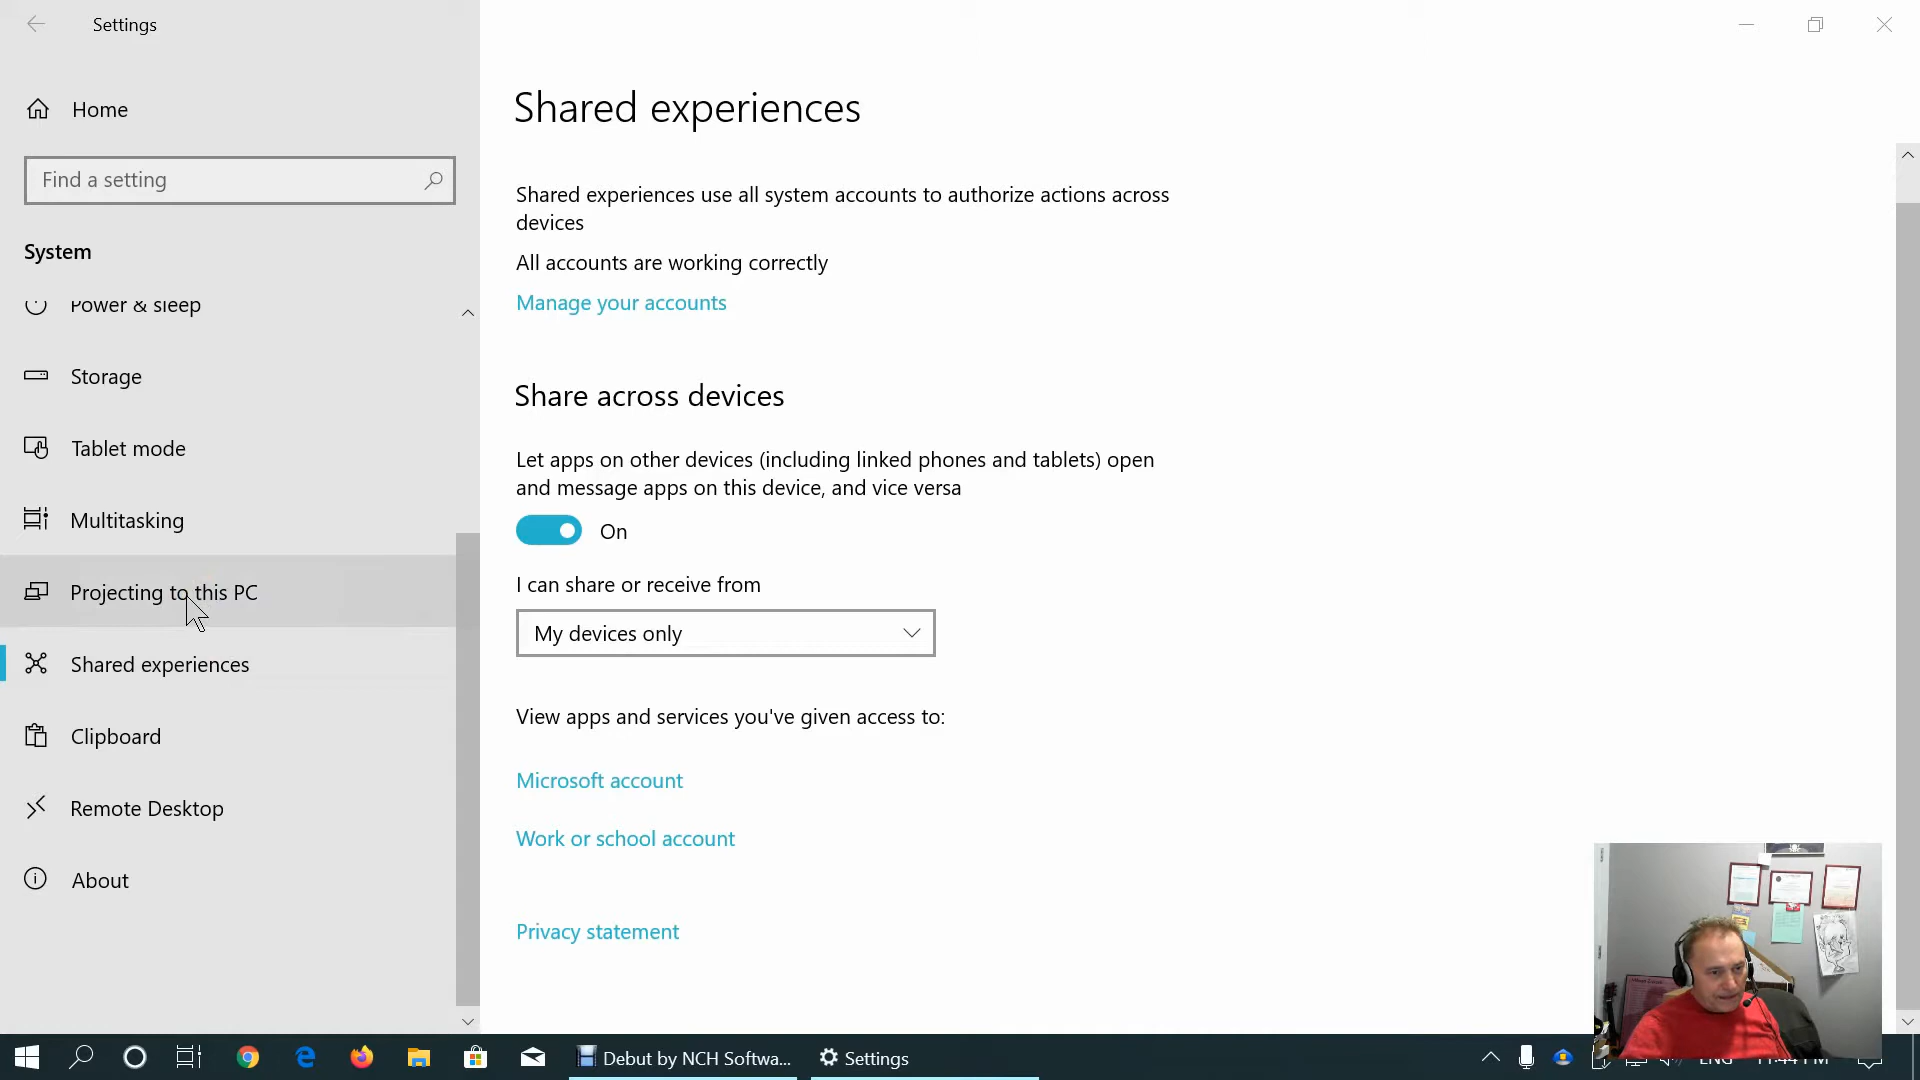 Settings
Home
Find a setting
System
Power & sleep
Storage
Tablet mode
Multitasking
Projecting to this PC
Shared experiences
Clipboard
Remote Desktop
About
Shared experiences
Shared experiences use all system accounts to authorize actions across
devices
All accounts are working correctly
Manage your accounts
Share across devices
Let apps on other devices (including linked phones and tablets) open
and message apps on this device, and vice versa
On
I can share or receive from
My devices only
View apps and services you've given access to:
Microsoft account
Work or school account
Privacy statement
Debut by NCH Softwa...
Settings
ENG
11:44 PM